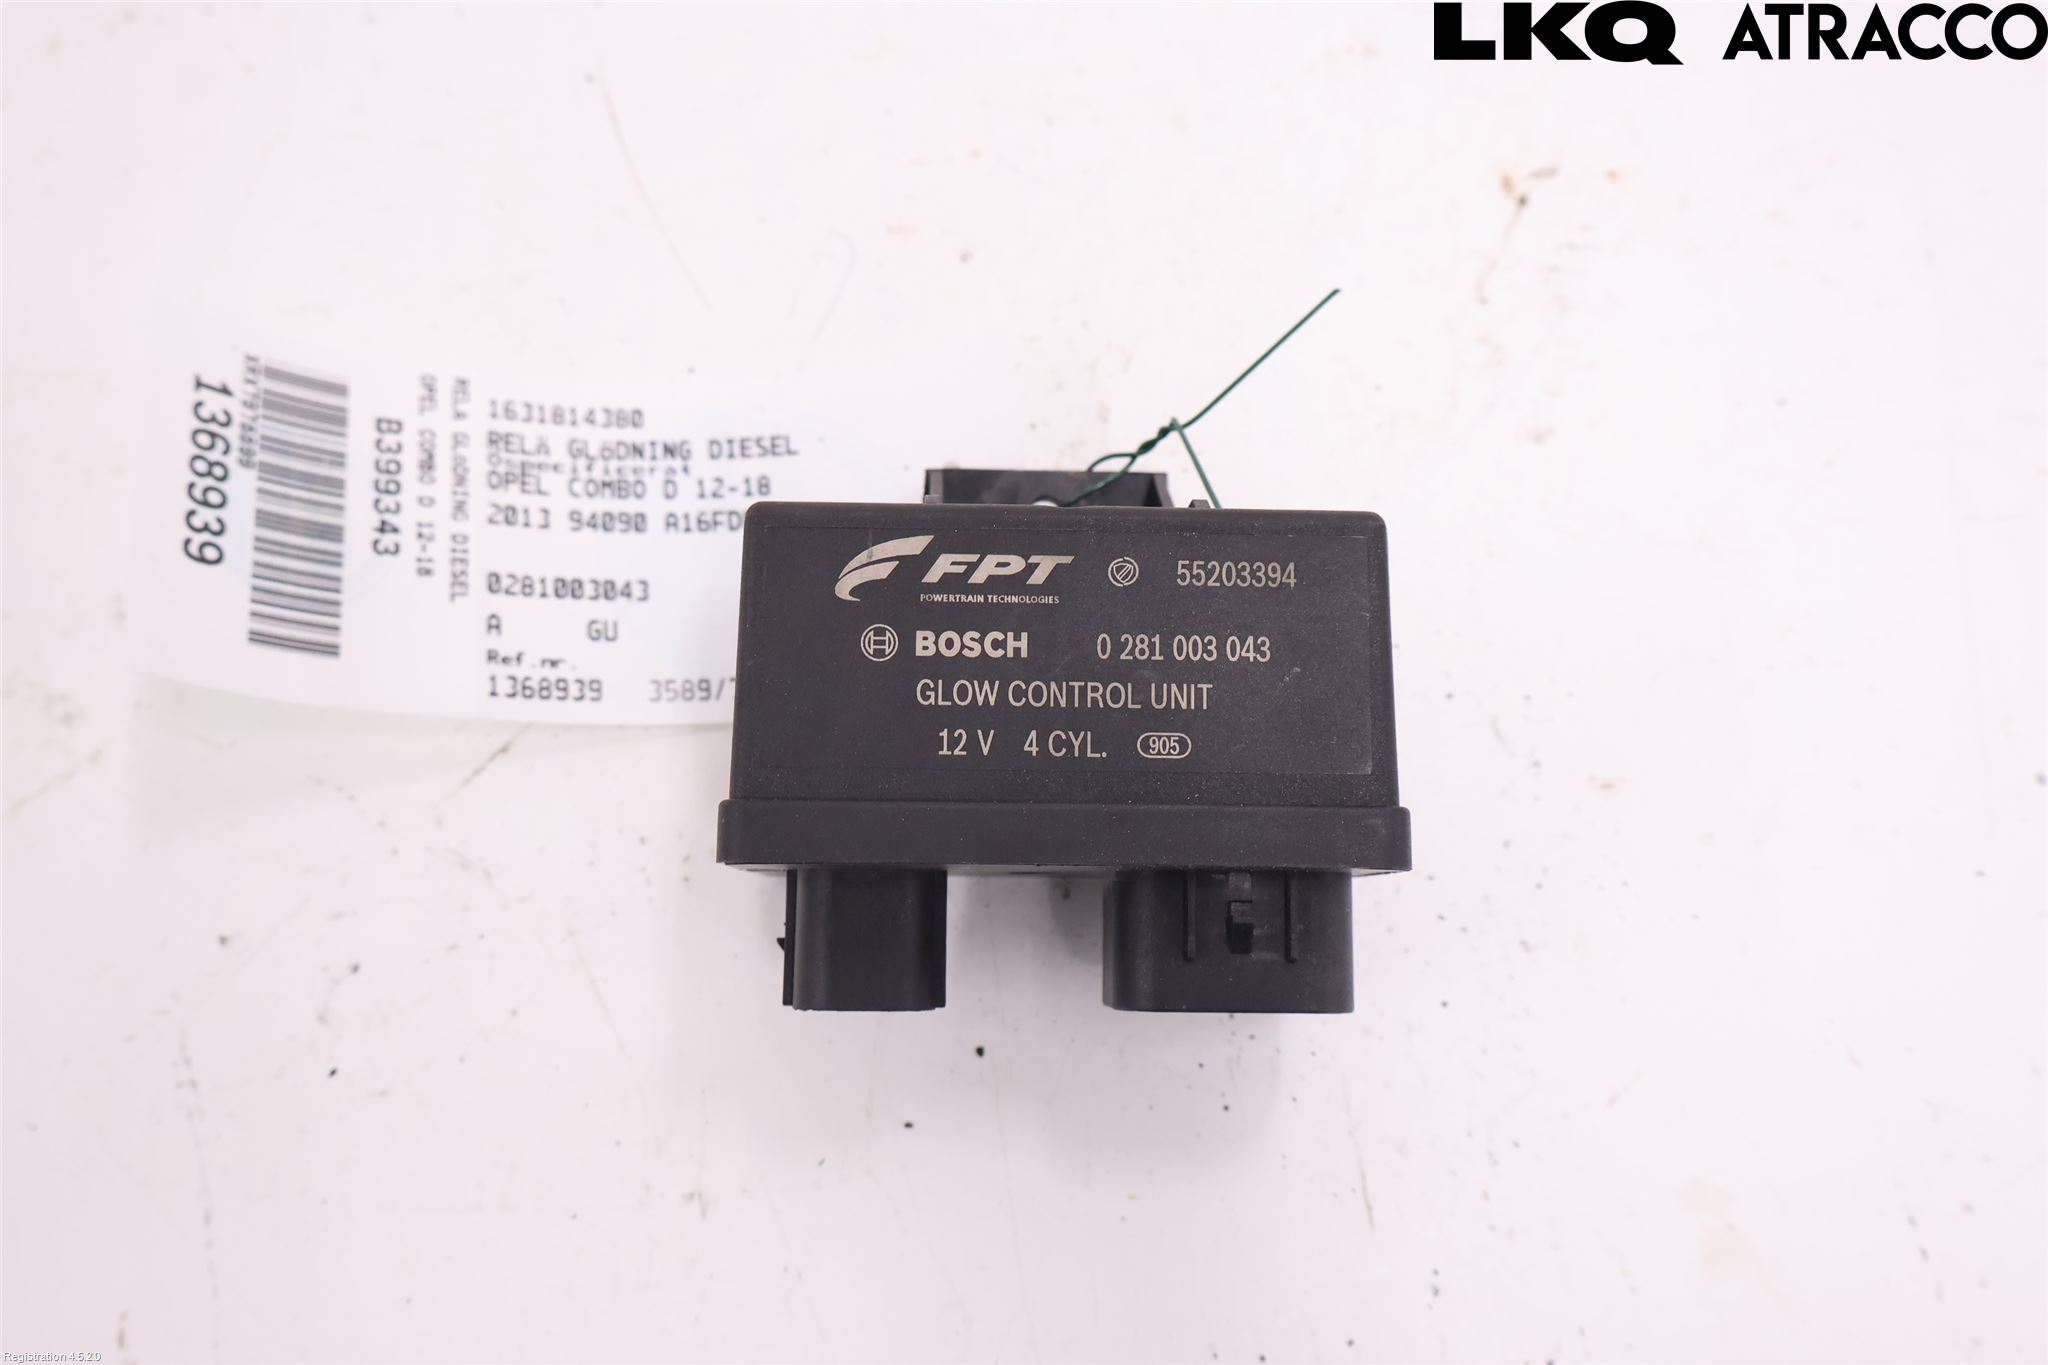 LKQ ATRACCO
1631814380
RELÄ GLÖDNING DIESEL
Ospecificerat
OPEL COMBO D 12-18
2013 94090 A16FD
0281003043
A GU
Ref.nr.
1368939 3589/
RELÄ GLÖDNING DIESEL
OPEL COMBO D 12-18
B399343
1368939
FPT 55203394
POWERTRAIN TECHNOLOGIES
BOSCH 0 281 003 043
GLOW CONTROL UNIT
12 V 4 CYL. 905
Registration 4.5.2.0